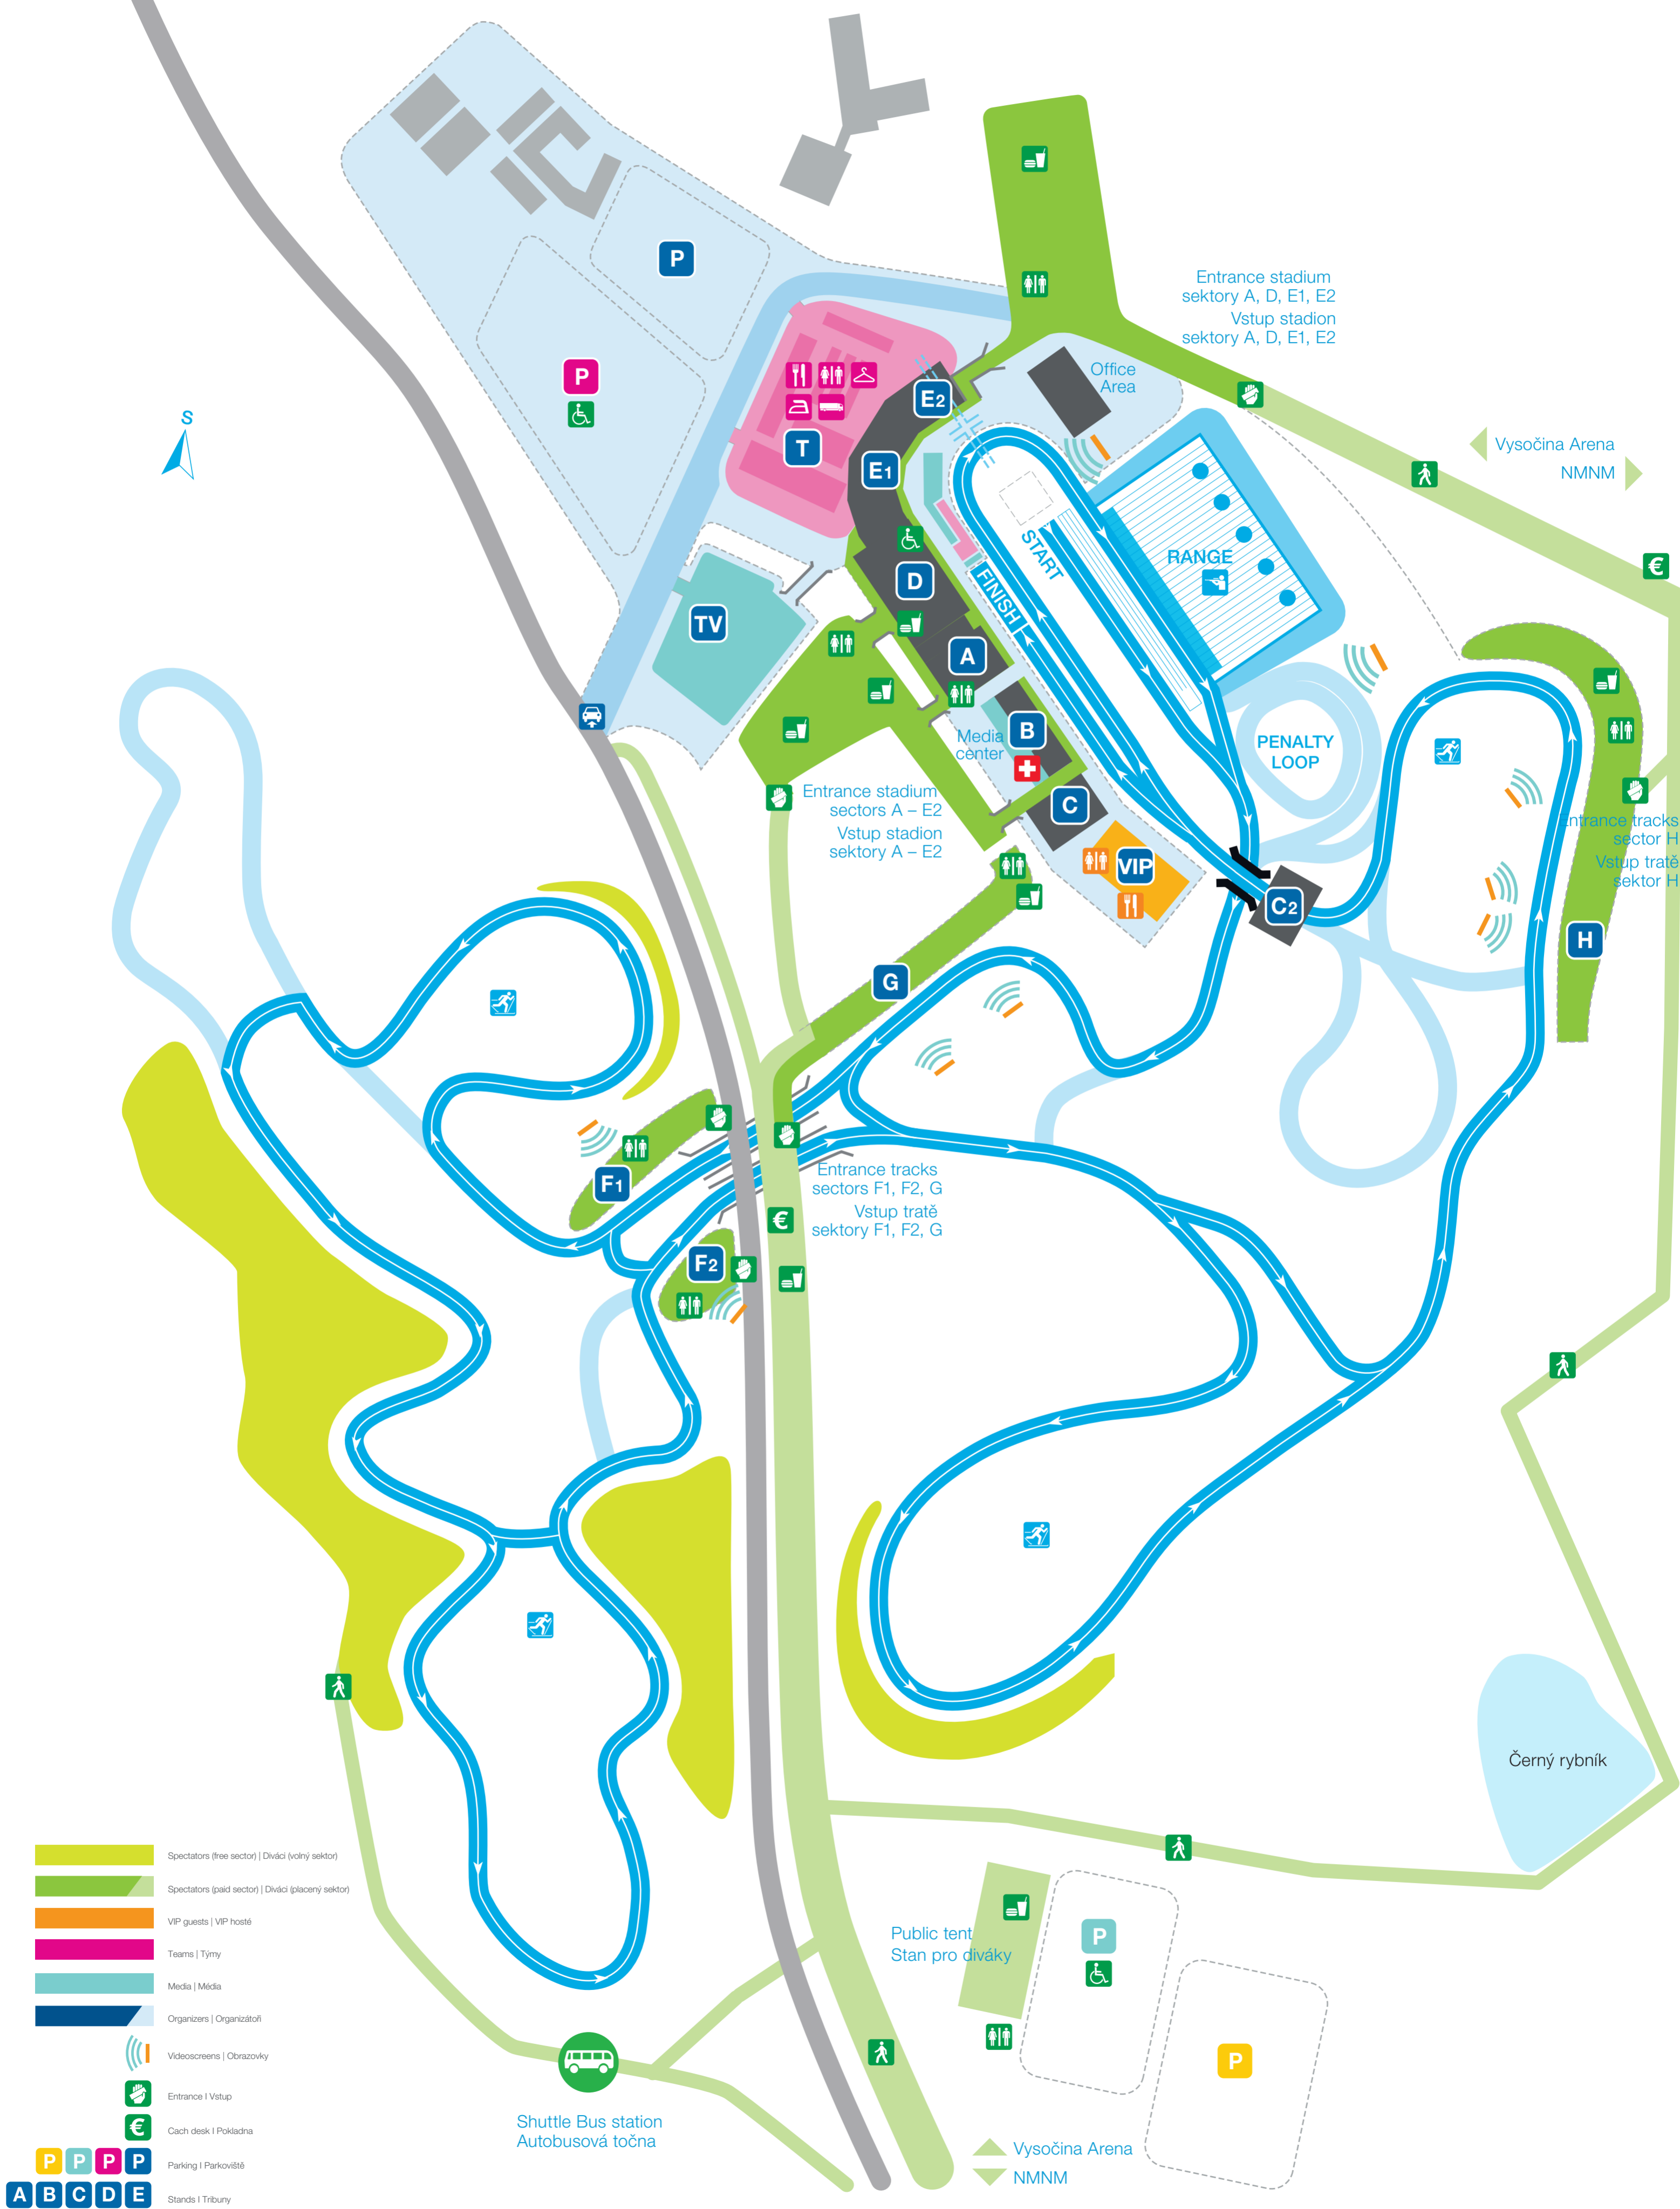 P
Entrance stadium
sektory A, D, E1, E2
Vstup stadion
sektory A, D, E1, E2
Office
Area
P
E2
S
T
E1
Vysočina Arena
NMNM
START
RANGE
€
D
FINISH
TV
A
B
Media
center
PENALTY
LOOP
Entrance stadium
sectors A – E2
Vstup stadion
sektory A – E2
C
Entrance tracks
sector H
Vstup tratě
sektor H
VIP
C2
H
G
F1
Entrance tracks
sectors F1, F2, G
Vstup tratě
sektory F1, F2, G
€
F2
Černý rybník
Spectators (free sector) | Diváci (volný sektor)
Spectators (paid sector) | Diváci (placený sektor)
VIP guests | VIP hosté
Teams | Týmy
Media | Média
Organizers | Organizátoři
Videoscreens | Obrazovky
Entrance I Vstup
€ Cach desk I Pokladna
P P P P Parking I Parkoviště
A B C D E Stands I Tribuny
Public tent
Stan pro diváky
P
P
Shuttle Bus station
Autobusová točna
Vysočina Arena
NMNM